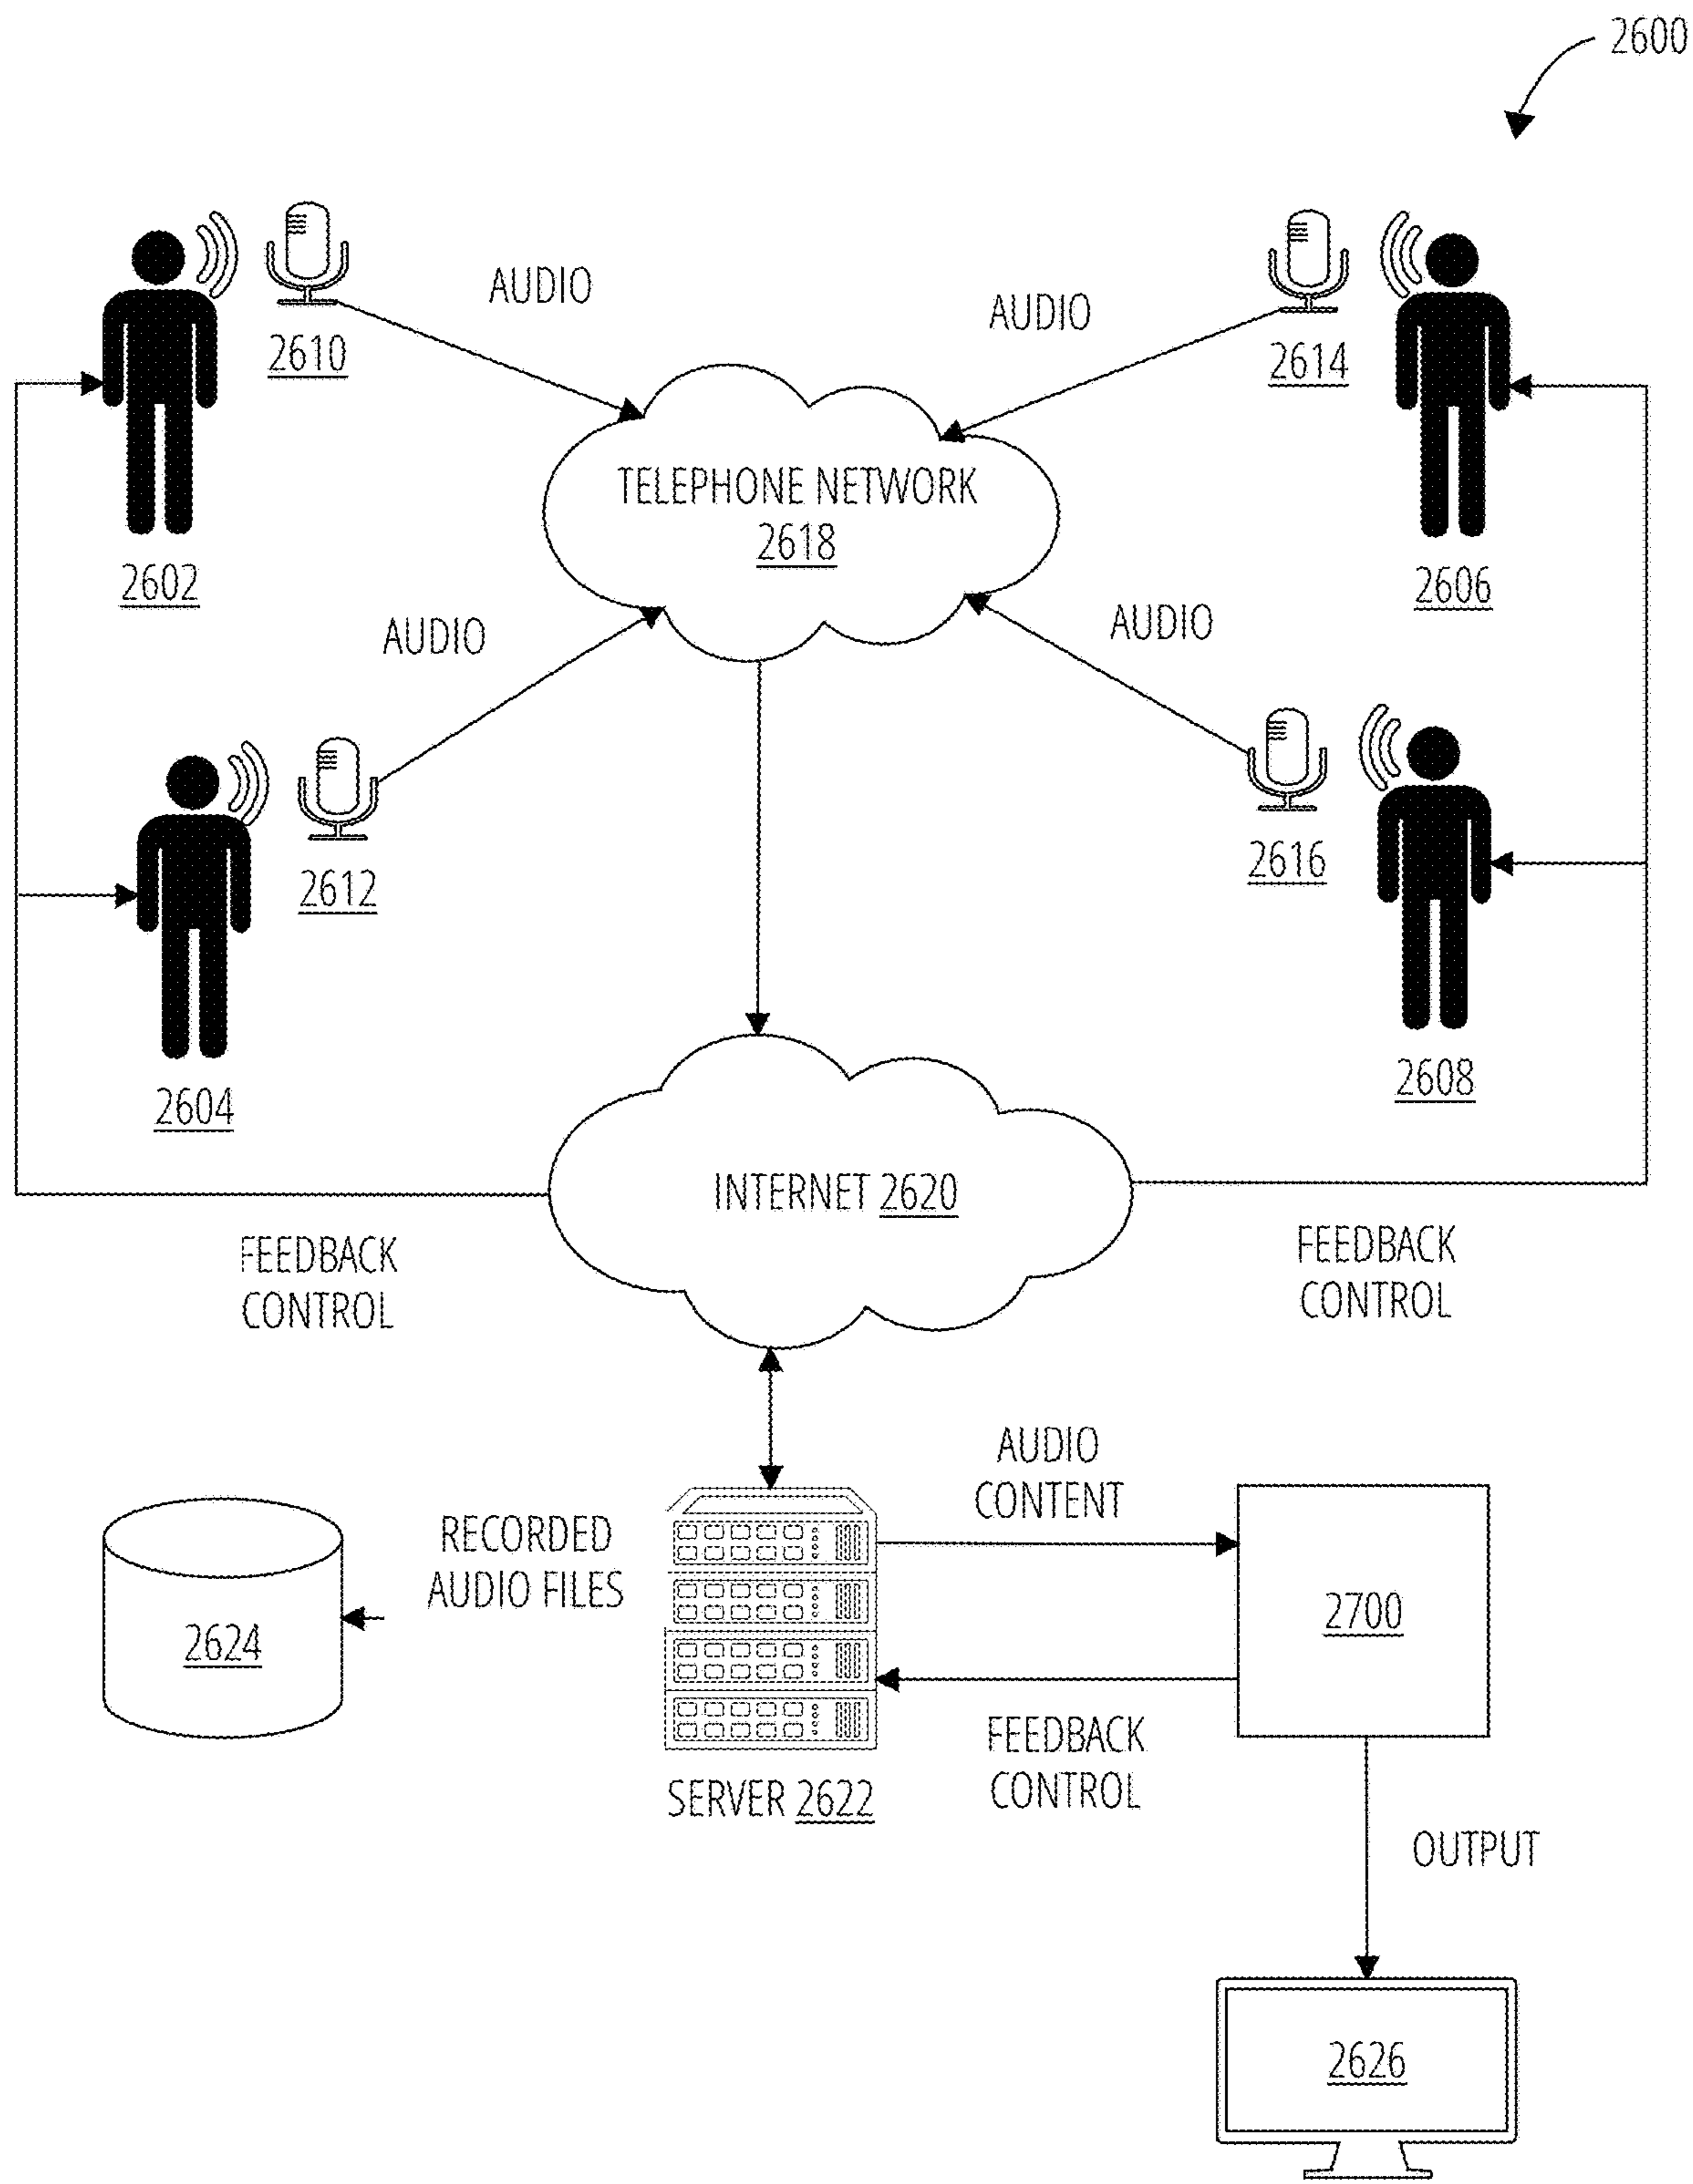 2600
AUDIO
AUDIO
2610
2614
TELEPHONE NETWORK
2618
2602
2606
AUDIO
AUDIO
2612
2616
2604
2608
INTERNET 2620
FEEDBACK
CONTROL
FEEDBACK
CONTROL
AUDIO
CONTENT
RECORDED
AUDIO FILES
2624
2700
FEEDBACK
CONTROL
SERVER 2622
OUTPUT
2626